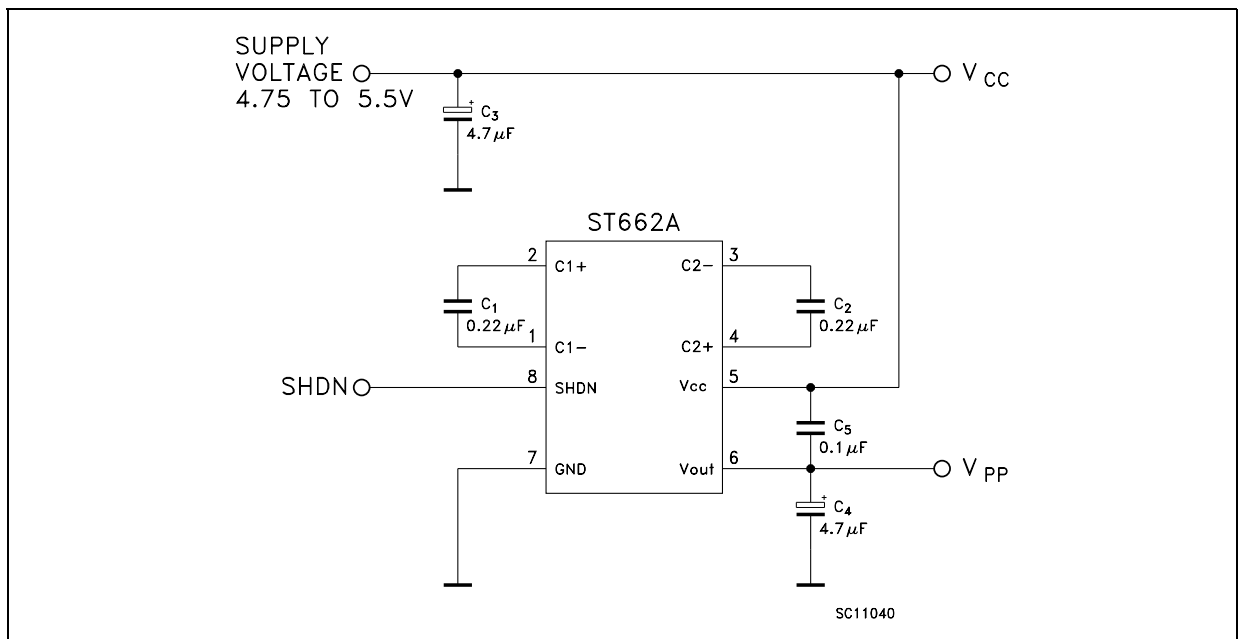 SUPPLY
VOLTAGE
4.75 TO 5.5V
V CC
+
C3
4.7µF
ST662A
2
C1+
C2-
3
C1
0.22µF
C2
0.22µF
1
C1-
C2+
4
SHDN
8
SHDN
Vcc
5
C5
0.1µF
7
GND
Vout
6
V PP
+
C4
4.7µF
SC11040